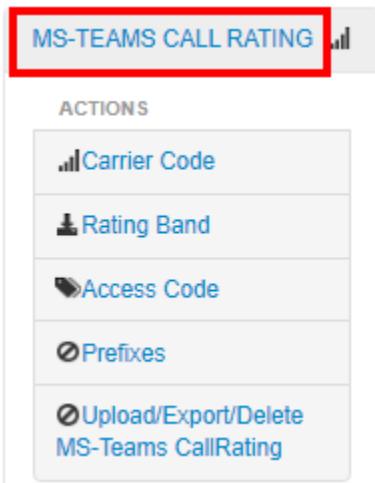 MS-TEAMS CALL RATING
ACTIONS
Carrier Code
Rating Band
Access Code
Prefixes
Upload/Export/Delete
MS-Teams CallRating